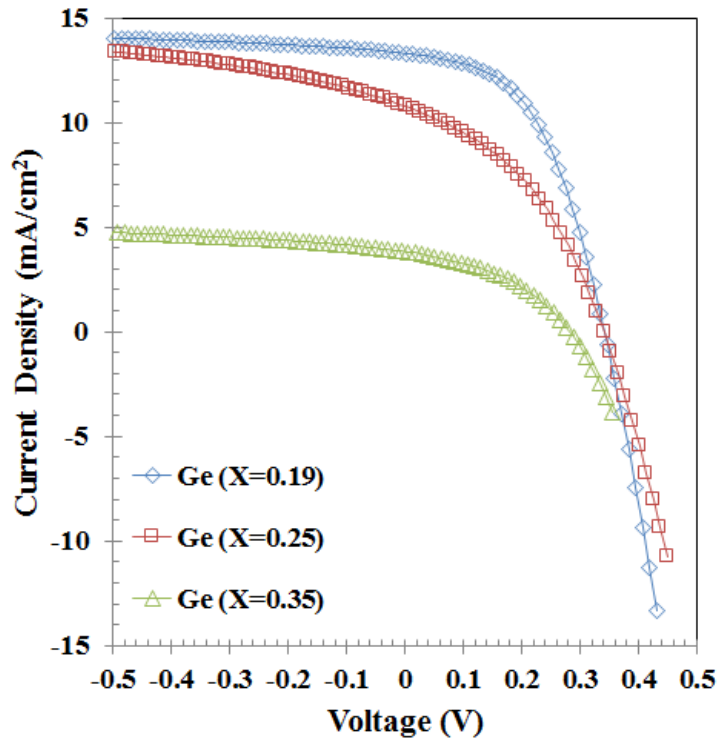 15
10
5
0
-5
-10
-15
Current Density (mA/cm²)
Ge (X=0.19)
Ge (X=0.25)
Ge (X=0.35)
-0.5 -0.4 -0.3 -0.2 -0.1 0 0.1 0.2 0.3 0.4 0.5
Voltage (V)